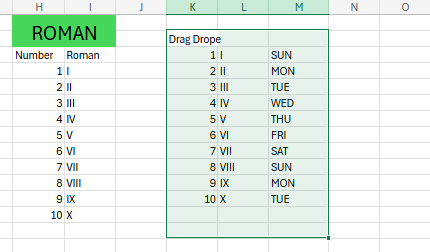 H I J K L M N O
ROMAN
Drag Drope
Number Roman
1 I 1 I SUN
2 II 2 II MON
3 III 3 III TUE
4 IV 4 IV WED
5 V 5 V THU
6 VI 6 VI FRI
7 VII 7 VII SAT
8 VIII 8 VIII SUN
9 IX 9 IX MON
10 X 10 X TUE